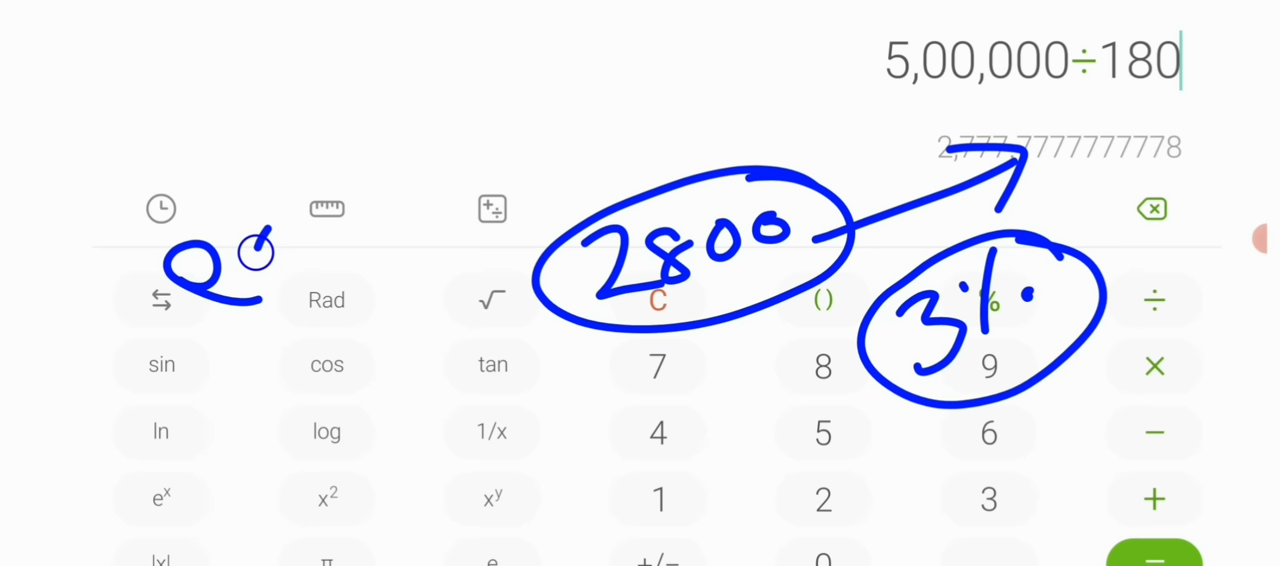 5,00,000÷180
2,777.7777777778
2800
3%
Rad √ C () % ÷
sin cos tan 7 8 9 ×
ln log 1/x 4 5 6 −
eˣ x² xʸ 1 2 3 +
|x| π e +/− 0 . =